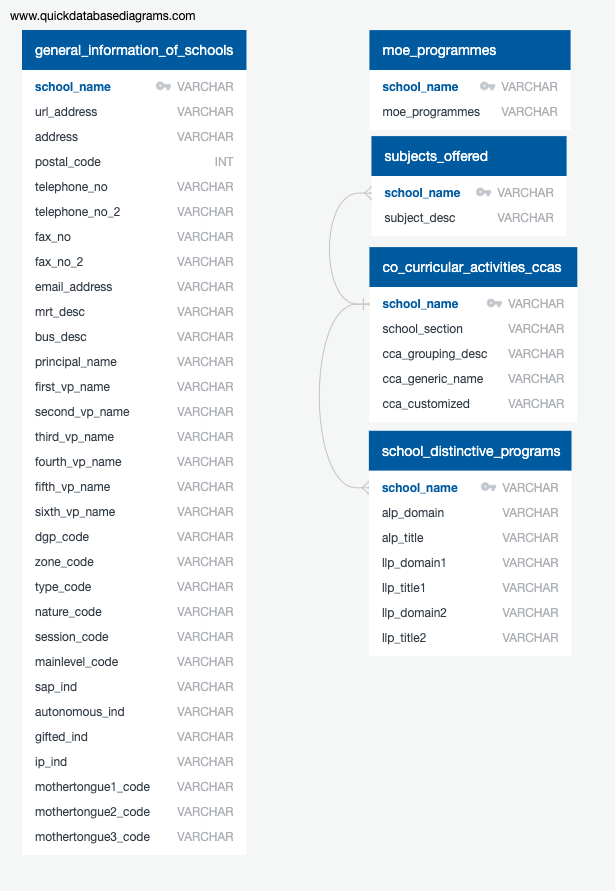 www.quickdatabasediagrams.com
general_information_of_schools
school_name VARCHAR
url_address VARCHAR
address VARCHAR
postal_code INT
telephone_no VARCHAR
telephone_no_2 VARCHAR
fax_no VARCHAR
fax_no_2 VARCHAR
email_address VARCHAR
mrt_desc VARCHAR
bus_desc VARCHAR
principal_name VARCHAR
first_vp_name VARCHAR
second_vp_name VARCHAR
third_vp_name VARCHAR
fourth_vp_name VARCHAR
fifth_vp_name VARCHAR
sixth_vp_name VARCHAR
dgp_code VARCHAR
zone_code VARCHAR
type_code VARCHAR
nature_code VARCHAR
session_code VARCHAR
mainlevel_code VARCHAR
sap_ind VARCHAR
autonomous_ind VARCHAR
gifted_ind VARCHAR
ip_ind VARCHAR
mothertongue1_code VARCHAR
mothertongue2_code VARCHAR
mothertongue3_code VARCHAR
moe_programmes
school_name VARCHAR
moe_programmes VARCHAR
subjects_offered
school_name VARCHAR
subject_desc VARCHAR
co_curricular_activities_ccas
school_name VARCHAR
school_section VARCHAR
cca_grouping_desc VARCHAR
cca_generic_name VARCHAR
cca_customized VARCHAR
school_distinctive_programs
school_name VARCHAR
alp_domain VARCHAR
alp_title VARCHAR
llp_domain1 VARCHAR
llp_title1 VARCHAR
llp_domain2 VARCHAR
llp_title2 VARCHAR